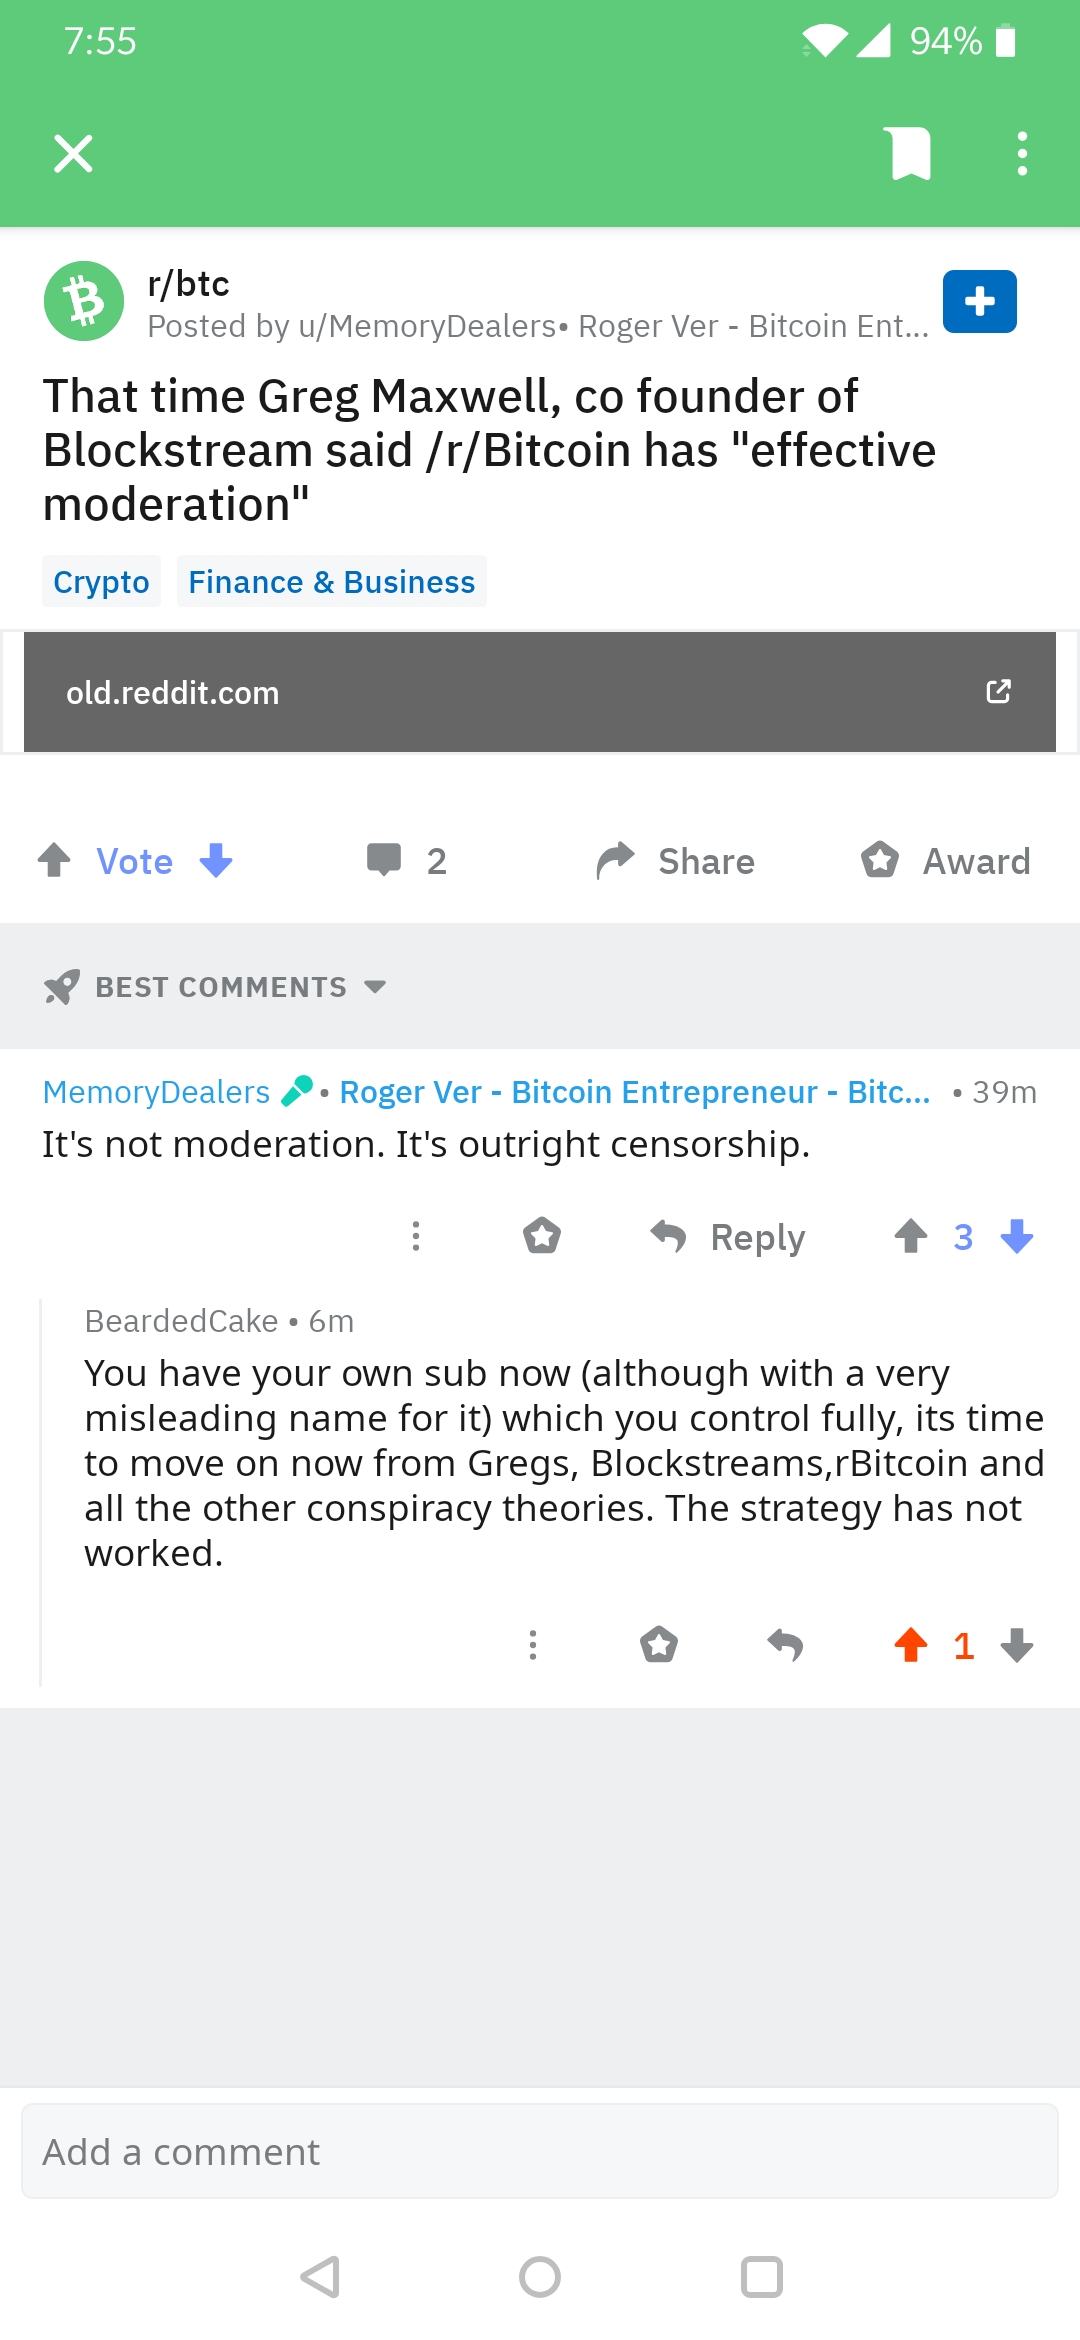 7:55
94%
r/btc
Posted by u/MemoryDealers• Roger Ver - Bitcoin Ent...
That time Greg Maxwell, co founder of
Blockstream said /r/Bitcoin has "effective
moderation"
Crypto
Finance & Business
old.reddit.com
Vote
2
Share
Award
BEST COMMENTS
MemoryDealers • Roger Ver - Bitcoin Entrepreneur - Bitc... • 39m
It's not moderation. It's outright censorship.
Reply
3
BeardedCake • 6m
You have your own sub now (although with a very
misleading name for it) which you control fully, its time
to move on now from Gregs, Blockstreams,rBitcoin and
all the other conspiracy theories. The strategy has not
worked.
1
Add a comment